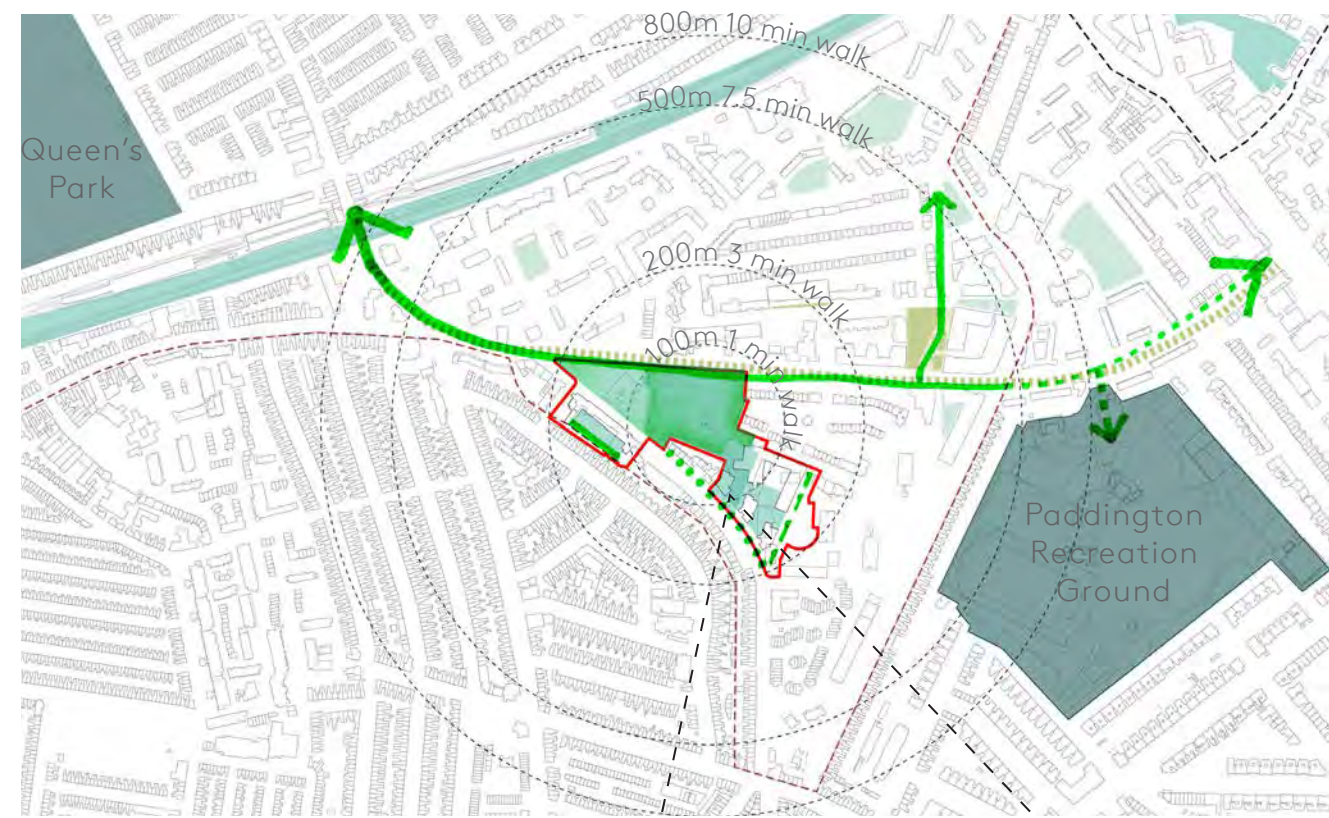 800m 10 min walk
500m 7.5 min walk
Queen's
Park
200m 3 min walk
100m 1 min walk
Paddington
Recreation
Ground